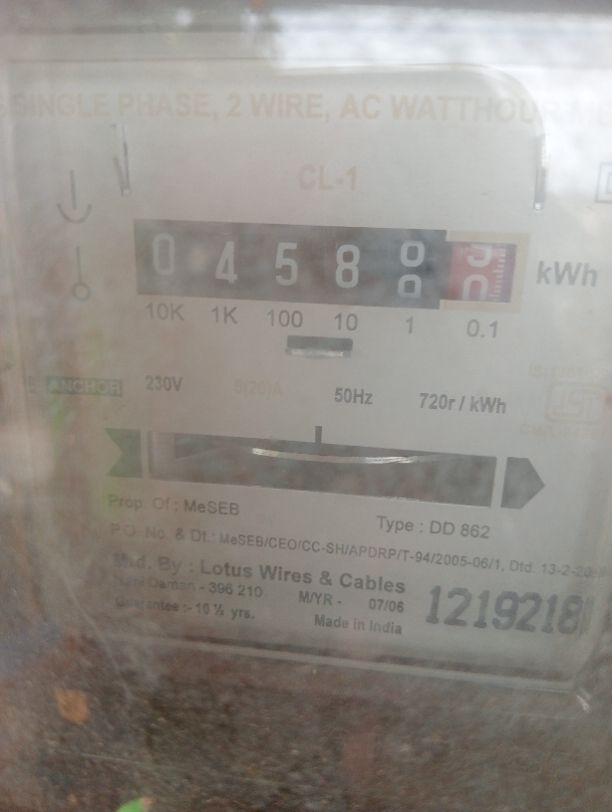 SINGLE PHASE, 2 WIRE, AC WATTHOUR
CL-1
0 4 5 8 kWh
10K 1K 100 10 1 0.1
ANCHOR 230V 5(20)A 50Hz 720r / kWh
Prop. Of : MeSEB
Type : DD 862
P.O. No. & Dt.: MeSEB/CEO/CC-SH/APDRP/T-94/2005-06/1, Dtd. 13-2-
Mfd. By : Lotus Wires & Cables
Nani Daman - 396 210. M/YR - 07/06
Guarantee :- 10 ½ yrs. Made in India
1219218